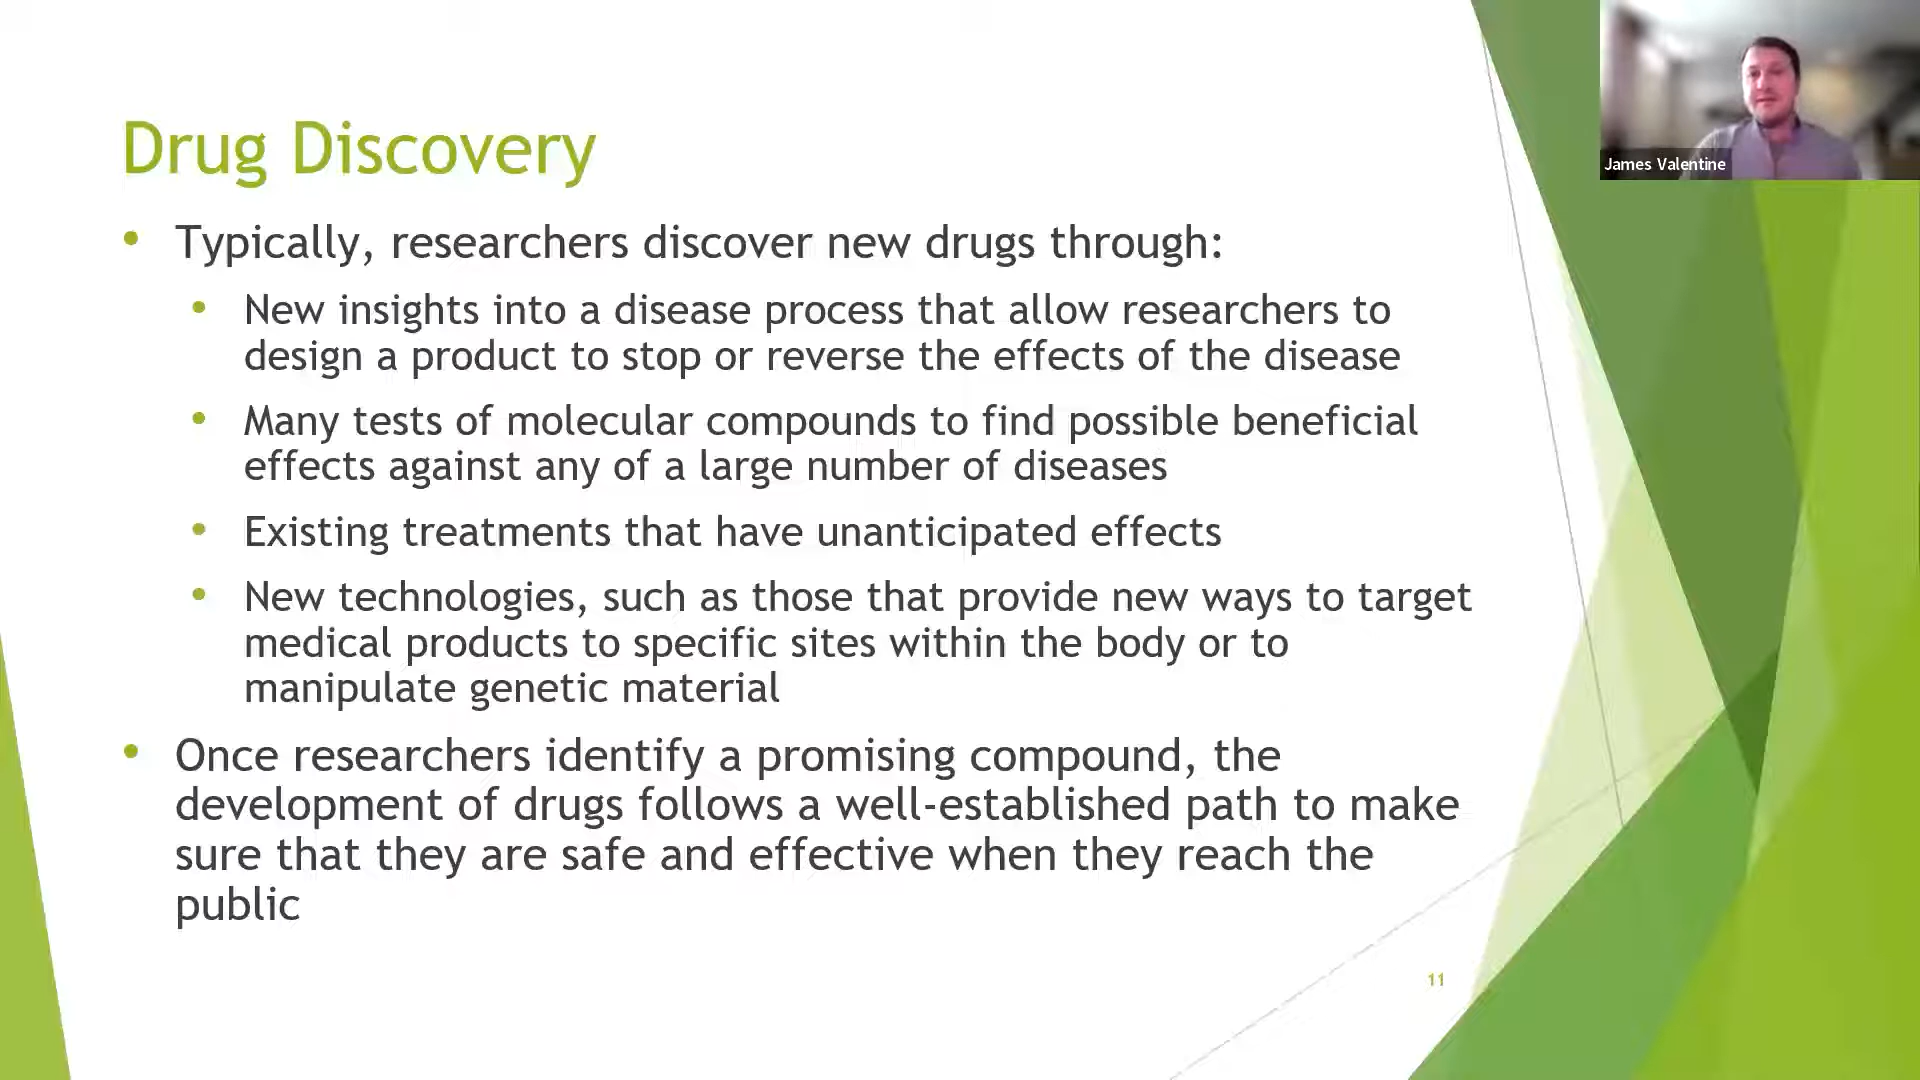 Drug Discovery
• Typically, researchers discover new drugs through:
• New insights into a disease process that allow researchers to
design a product to stop or reverse the effects of the disease
• Many tests of molecular compounds to find possible beneficial
effects against any of a large number of diseases
• Existing treatments that have unanticipated effects
• New technologies, such as those that provide new ways to target
medical products to specific sites within the body or to
manipulate genetic material
• Once researchers identify a promising compound, the
development of drugs follows a well-established path to make
sure that they are safe and effective when they reach the
public
11
James Valentine